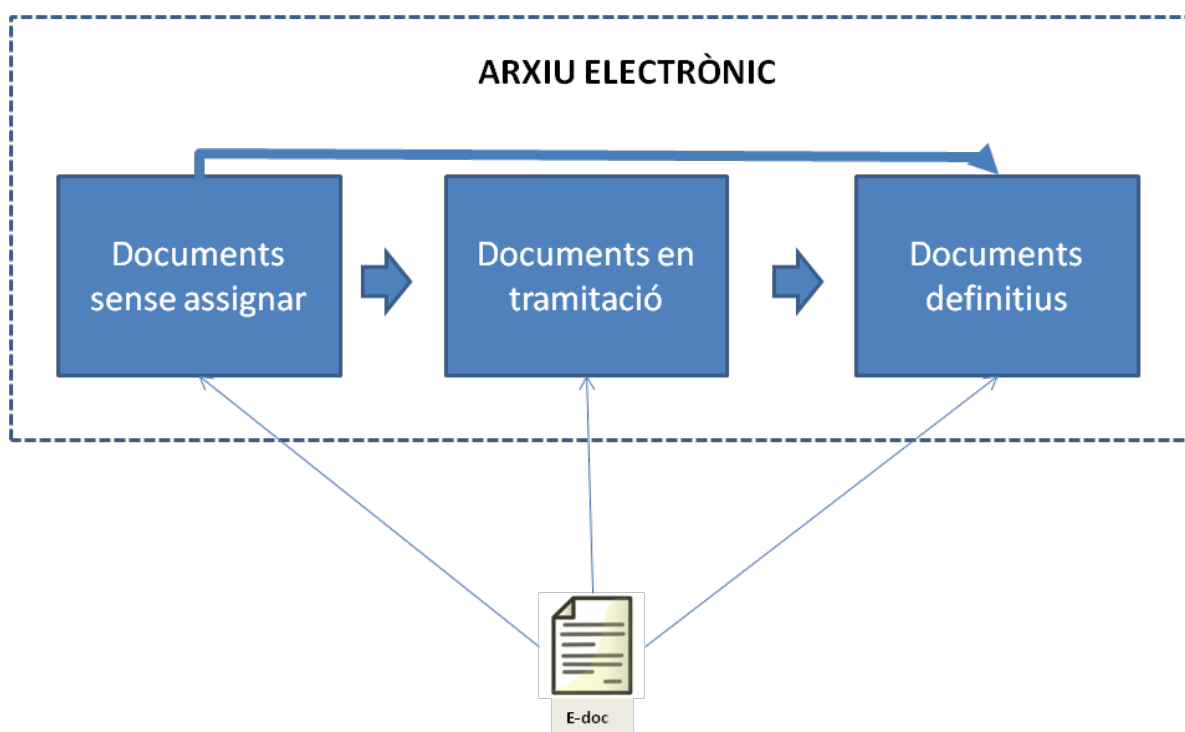 ARXIU ELECTRÒNIC
Documents
sense assignar
Documents en
tramitació
Documents
definitius
E-doc